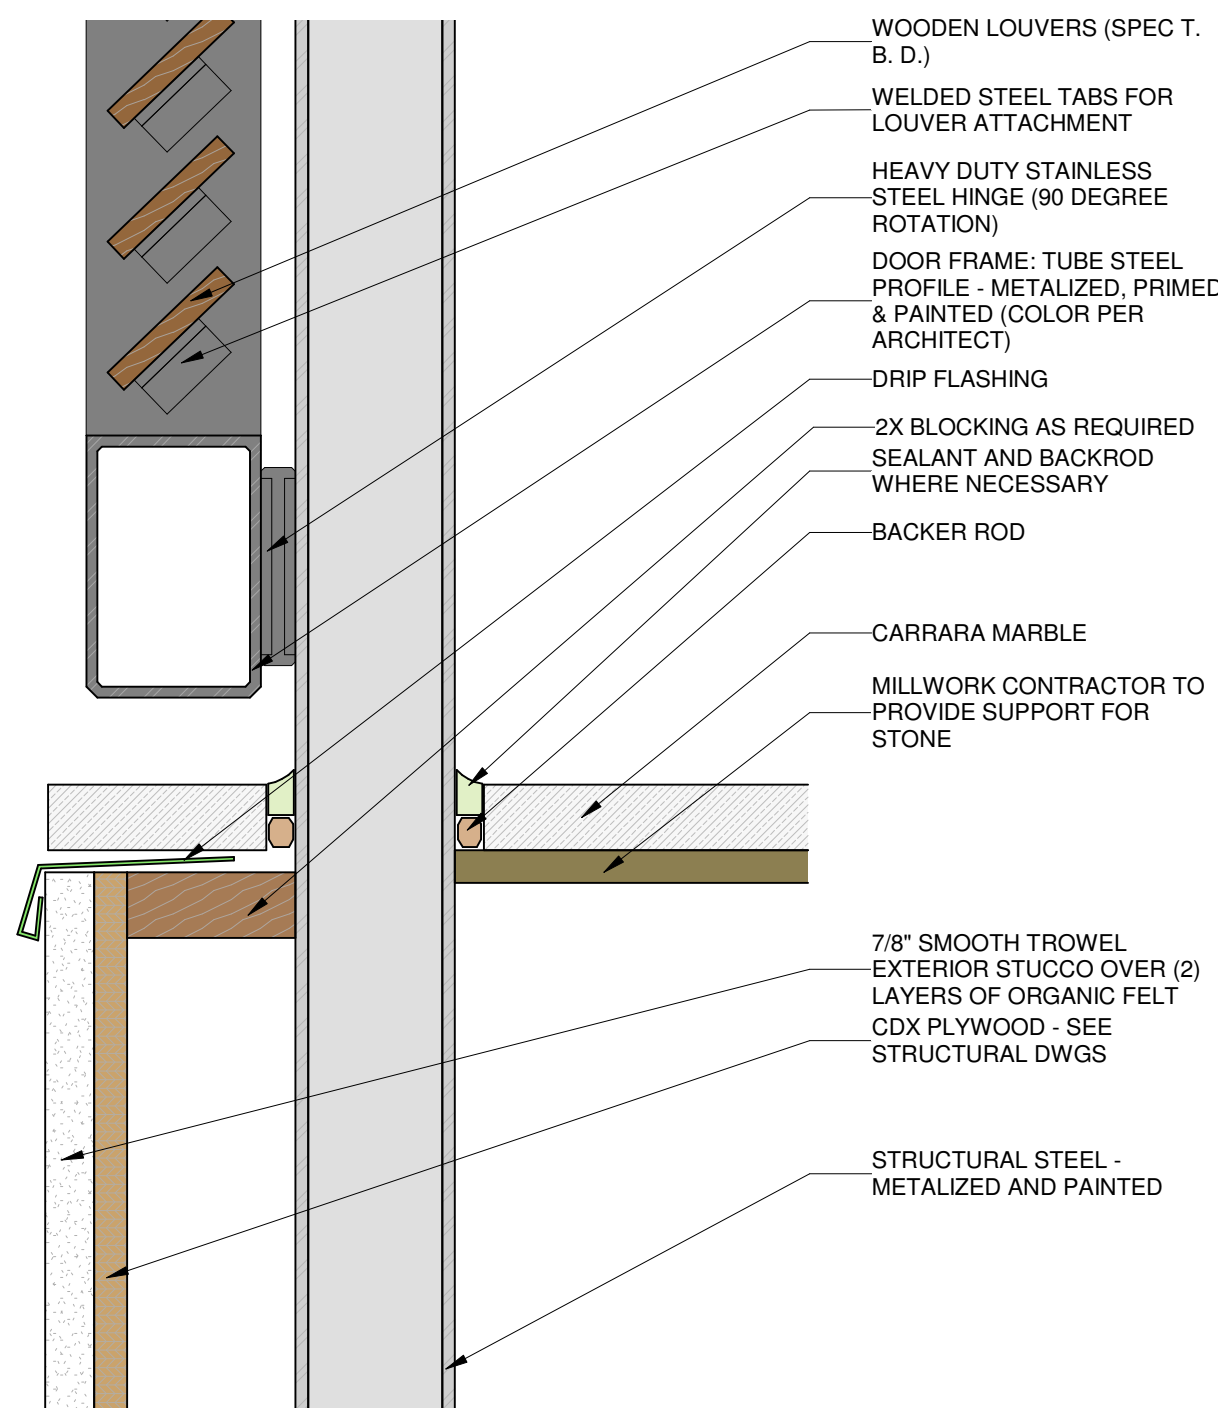 WOODEN LOUVERS (SPEC T.
B. D.)
WELDED STEEL TABS FOR
LOUVER ATTACHMENT
HEAVY DUTY STAINLESS
STEEL HINGE (90 DEGREE
ROTATION)
DOOR FRAME: TUBE STEEL
PROFILE - METALIZED, PRIMED
& PAINTED (COLOR PER
ARCHITECT)
DRIP FLASHING
2X BLOCKING AS REQUIRED
SEALANT AND BACKROD
WHERE NECESSARY
BACKER ROD
CARRARA MARBLE
MILLWORK CONTRACTOR TO
PROVIDE SUPPORT FOR
STONE
7/8" SMOOTH TROWEL
EXTERIOR STUCCO OVER (2)
LAYERS OF ORGANIC FELT
CDX PLYWOOD - SEE
STRUCTURAL DWGS
STRUCTURAL STEEL -
METALIZED AND PAINTED